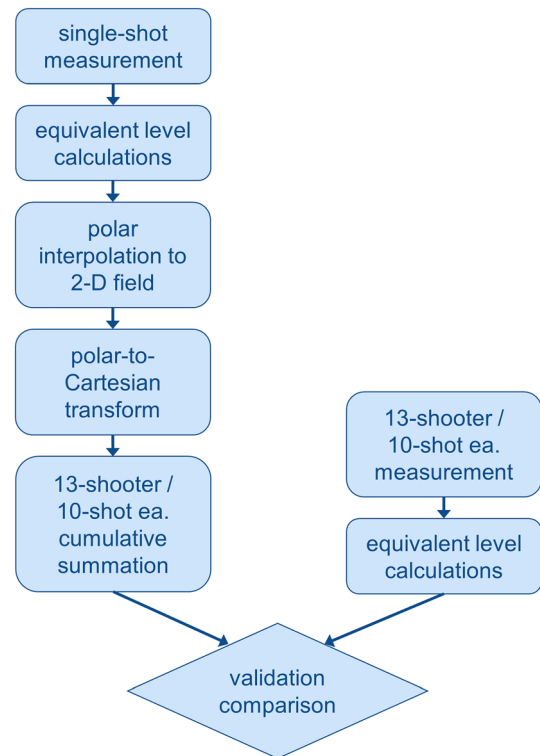 single-shot
measurement
equivalent level
calculations
polar
interpolation to
2-D field
polar-to-
Cartesian
transform
13-shooter /
10-shot ea.
cumulative
summation
13-shooter /
10-shot ea.
measurement
equivalent level
calculations
validation
comparison